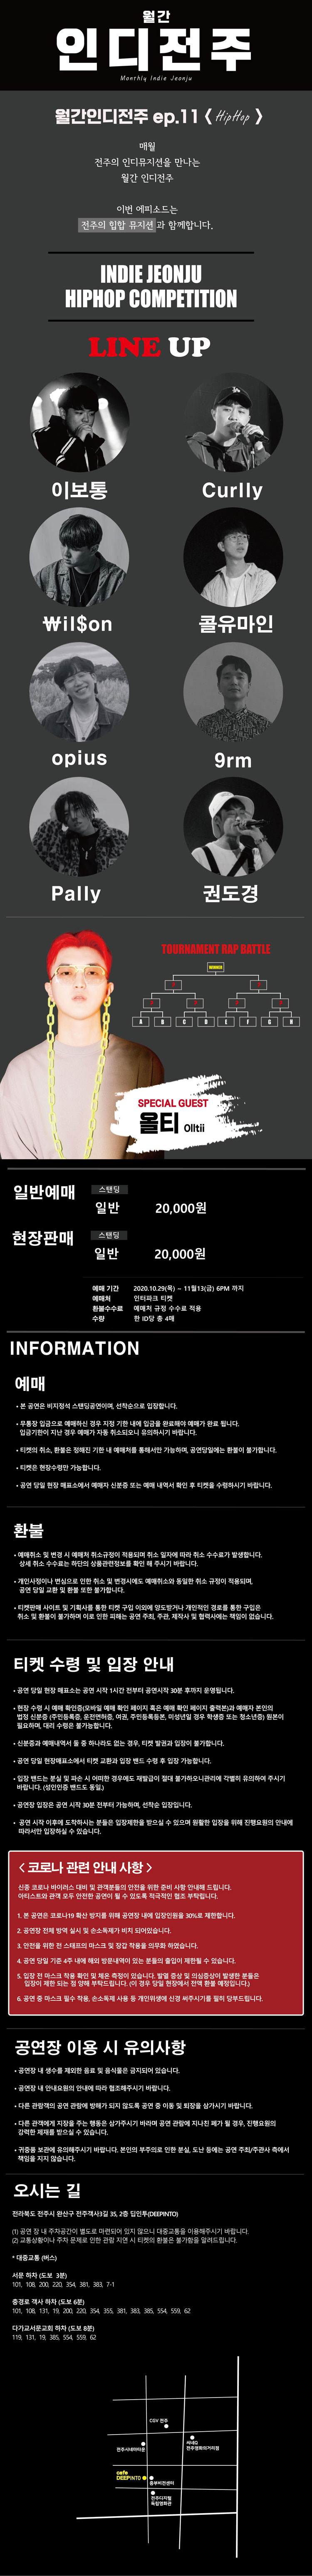 월간
인디전주
Monthly Indie Jeonju
월간인디전주 ep.11 < HipHop >
매월
전주의 인디뮤지션을 만나는
월간 인디전주
이번 에피소드는
전주의 힙합 뮤지션과 함께합니다.
INDIE JEONJU
HIPHOP COMPETITION
LINE UP
이보통
Curlly
₩il$on
콜유마인
opius
9rm
Pally
권도경
TOURNAMENT RAP BATTLE
WINNER
A B C D E F G H
SPECIAL GUEST
올티 Olltii
일반예매
스탠딩
일반 20,000원
현장판매
스탠딩
일반 20,000원
예매 기간 2020.10.29(목) ~ 11월13(금) 6PM 까지
예매처 인터파크 티켓
환불수수료 예매처 규정 수수료 적용
수량 한 ID당 총 4매
INFORMATION
예매
• 본 공연은 비지정석 스탠딩공연이며, 선착순으로 입장합니다.
• 무통장 입금으로 예매하신 경우 지정 기한 내에 입금을 완료해야 예매가 완료 됩니다.
입금기한이 지난 경우 예매가 자동 취소되오니 유의하시기 바랍니다.
• 티켓의 취소, 환불은 정해진 기한 내 예매처를 통해서만 가능하며, 공연당일에는 환불이 불가합니다.
• 티켓은 현장수령만 가능합니다.
• 공연 당일 현장 매표소에서 예매자 신분증 또는 예매 내역서 확인 후 티켓을 수령하시기 바랍니다.
환불
• 예매취소 및 변경 시 예매처 취소규정이 적용되며 취소 일자에 따라 취소 수수료가 발생합니다.
상세 취소 수수료는 하단의 상품관련정보를 확인 해 주시기 바랍니다.
• 개인사정이나 변심으로 인한 취소 및 변경시에도 예매취소와 동일한 취소 규정이 적용되며,
공연 당일 교환 및 환불 또한 불가합니다.
• 티켓판매 사이트 및 기획사를 통한 티켓 구입 이외에 양도받거나 개인적인 경로를 통한 구입은
취소 및 환불이 불가하며 이로 인한 피해는 공연 주최, 주관, 제작사 및 협력사에는 책임이 없습니다.
티켓 수령 및 입장 안내
• 공연 당일 현장 매표소는 공연 시작 1시간 전부터 공연시작 30분 후까지 운영됩니다.
• 현장 수령 시 예매 확인증(모바일 예매 확인 페이지 혹은 예매 확인 페이지 출력본)과 예매자 본인의
법정 신분증 (주민등록증, 운전면허증, 여권, 주민등록등본, 미성년일 경우 학생증 또는 청소년증) 원본이
필요하며, 대리 수령은 불가능합니다.
• 신분증과 예매내역서 둘 중 하나라도 없는 경우, 티켓 발권과 입장이 불가합니다.
• 공연 당일 현장매표소에서 티켓 교환과 입장 밴드 수령 후 입장 가능합니다.
• 입장 밴드는 분실 및 파손 시 어떠한 경우에도 재발급이 절대 불가하오니관리에 각별히 유의하여 주시기
바랍니다. (성인인증 밴드도 동일.)
• 공연장 입장은 공연 시작 30분 전부터 가능하며, 선착순 입장입니다.
• 공연 시작 이후에 도착하시는 분들은 입장제한을 받으실 수 있으며 원활한 입장을 위해 진행요원의 안내에
따라서만 입장하실 수 있습니다.
< 코로나 관련 안내 사항 >
신종 코로나 바이러스 대비 및 관객분들의 안전을 위한 준비 사항 안내해 드립니다.
아티스트와 관객 모두 안전한 공연이 될 수 있도록 적극적인 협조 부탁립니다.
1. 본 공연은 코로나19 확산 방지를 위해 공연장 내에 입장인원을 30%로 제한합니다.
2. 공연장 전체 방역 실시 및 손소독제가 비치 되어있습니다.
3. 안전을 위한 전 스태프의 마스크 및 장갑 착용을 의무화 하였습니다.
4. 공연 당일 기준 4주 내에 해외 방문내역이 있는 분들의 출입이 제한될 수 있습니다.
5. 입장 전 마스크 착용 확인 및 체온 측정이 있습니다, 발열 증상 및 의심증상이 발생한 분들은
입장이 제한 되는 점 양해 부탁드립니다. (이 경우 당일 현장에서 전액 환불 예정입니다.)
6. 공연 중 마스크 필수 착용, 손소독제 사용 등 개인위생에 신경 써주시기를 필히 당부드립니다.
공연장 이용 시 유의사항
• 공연장 내 생수를 제외한 음료 및 음식물은 금지되어 있습니다.
• 공연장 내 안내요원의 안내에 따라 협조해주시기 바랍니다.
• 다른 관람객의 공연 관람에 방해가 되지 않도록 공연 중 이동 및 퇴장을 삼가시기 바랍니다.
• 다른 관객에게 지장을 주는 행동은 삼가주시기 바라며 공연 관람에 지나친 폐가 될 경우, 진행요원의
강력한 제재를 받으실 수 있습니다.
• 귀중품 보관에 유의해주시기 바랍니다. 본인의 부주의로 인한 분실, 도난 등에는 공연 주최/주관사 측에서
책임을 지지 않습니다.
오시는 길
전라북도 전주시 완산구 전주객사3길 35, 2층 딥인투(DEEPINTO)
(1) 공연 장 내 주차공간이 별도로 마련되어 있지 않으니 대중교통을 이용해주시기 바랍니다.
(2) 교통상황이나 주차 문제로 인한 관람 지연 시 티켓의 환불은 불가함을 알려드립니다.
* 대중교통 (버스)
서문 하차 (도보 3분)
101, 108, 200, 220, 354, 381, 383, 7-1
충경로 객사 하차 (도보 6분)
101, 108, 131, 19, 200, 220, 354, 355, 381, 383, 385, 554, 559, 62
다가교서문교회 하차 (도보 8분)
119, 131, 19, 385, 554, 559, 62
CGV 전주
씨네Q
전주영화의거리점
전주시네마타운
cafe
DEEPINTO
중부비전센터
전주디지털
독립영화관